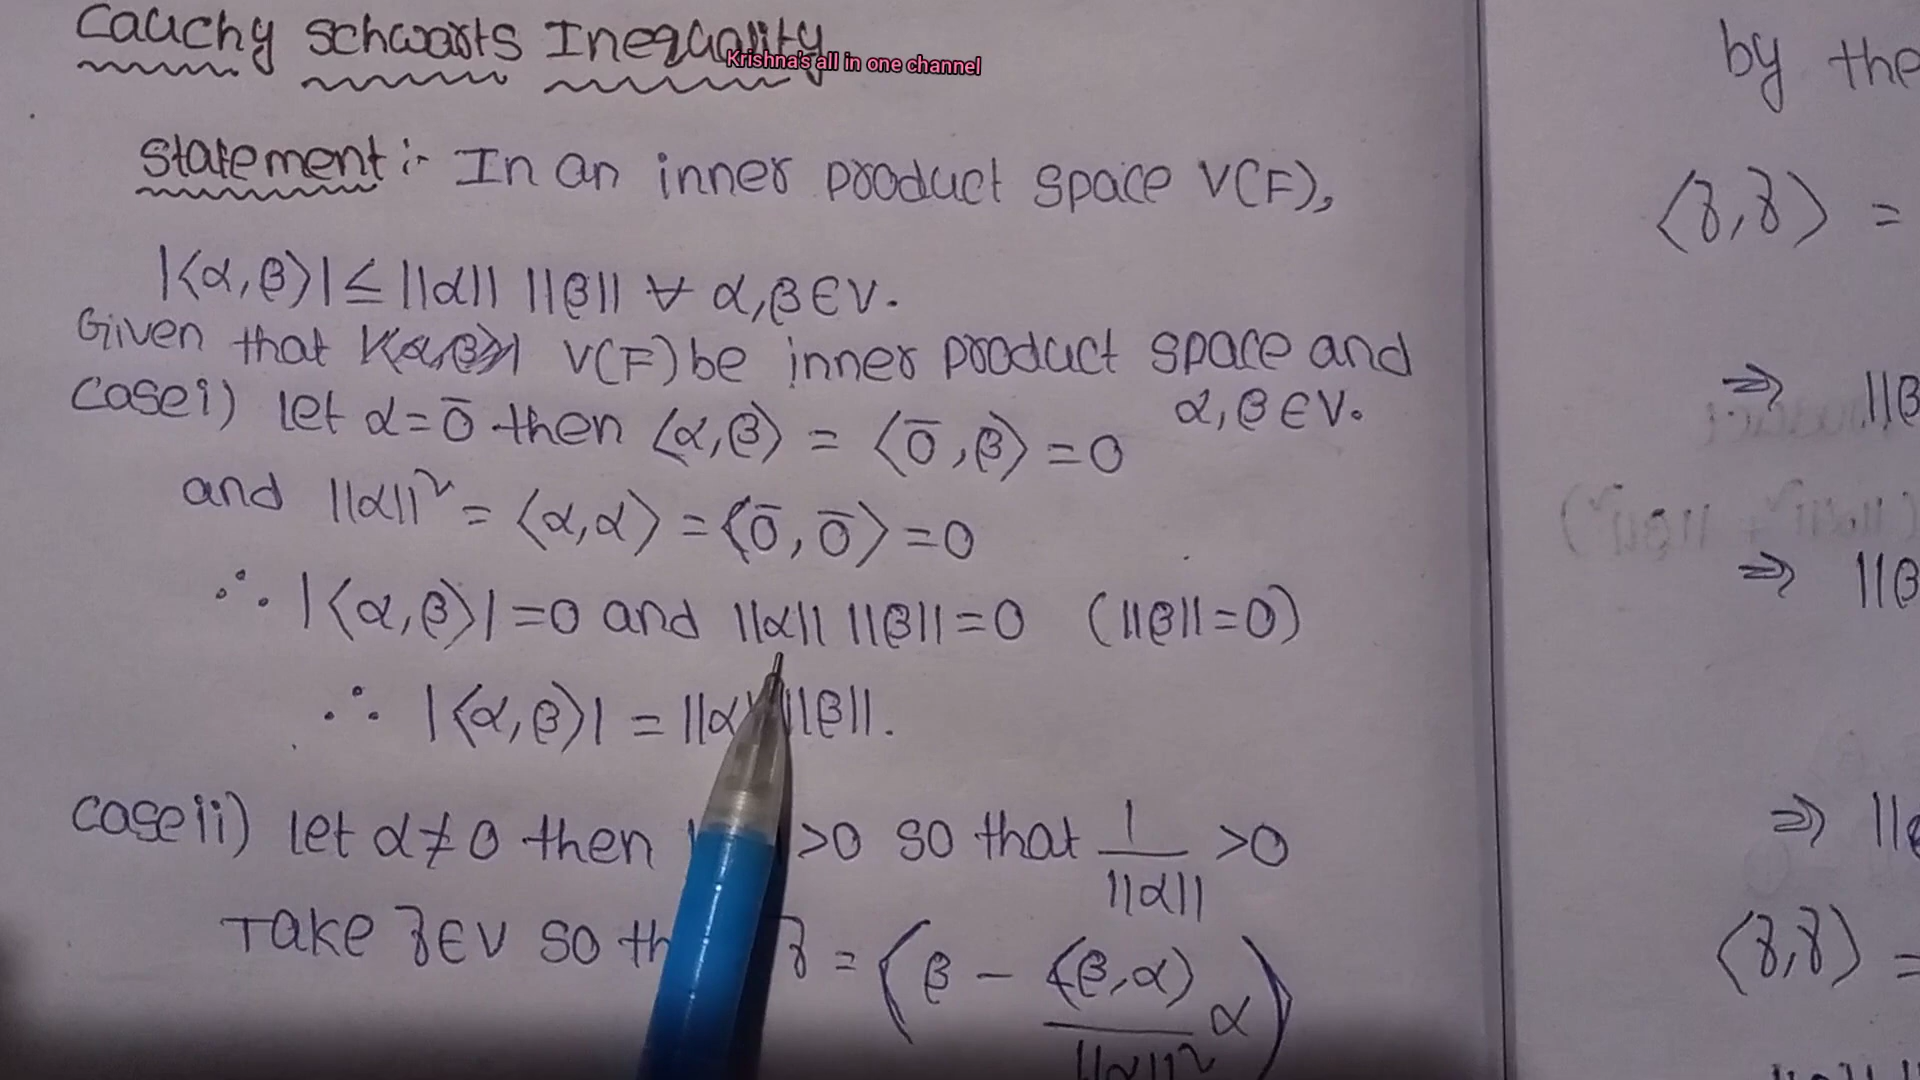 Cauchy Schwarts Inequality
Krishna's all in one channel
Statement :- In an inner product space V(F),
|⟨α,β⟩| ≤ ||α|| ||β|| ∀ α,β∈V.
Given that V(F) be inner product space and
α,β∈V.
Case i) let α=0̄ then ⟨α,β⟩ = ⟨0̄,β⟩ = 0
and ||α||² = ⟨α,α⟩ = ⟨0̄,0̄⟩ = 0
∴ |⟨α,β⟩| = 0 and ||α|| ||β|| = 0 (||β|| = 0)
∴ |⟨α,β⟩| = ||α ||β||.
Case ii) let α≠0 then >0 so that 1/||α|| >0
Take γ∈V so γ = (β − ⟨β,α⟩/||α||² α)
by the
⟨γ,γ⟩ =
⇒ ||β
⇒ ||β
⇒ ||
⟨γ,γ⟩ =